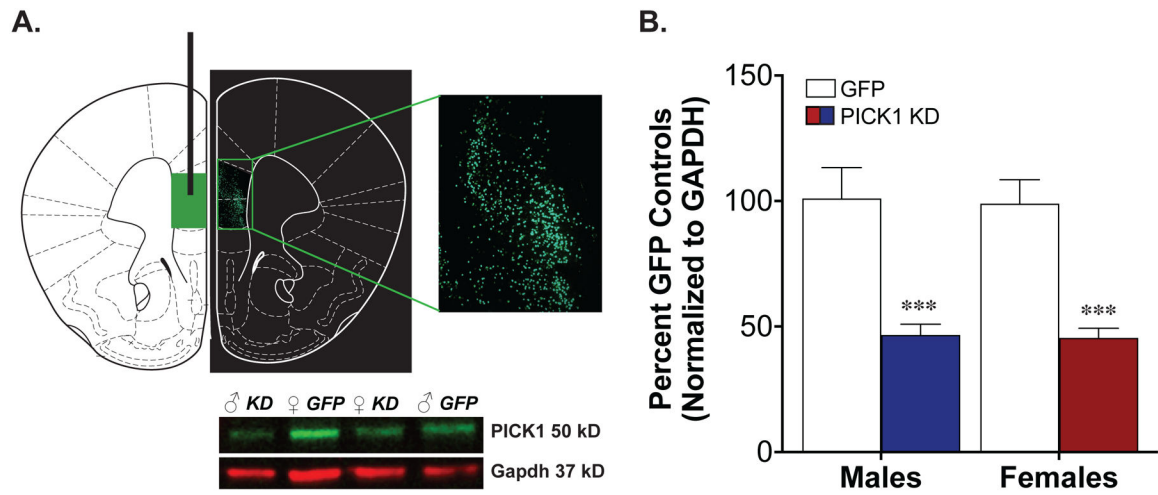 A.
♂ KD ♀ GFP ♀ KD ♂ GFP
PICK1 50 kD
Gapdh 37 kD
B.
Percent GFP Controls
(Normalized to GAPDH)
150
100
50
0
GFP
PICK1 KD
***
***
Males
Females